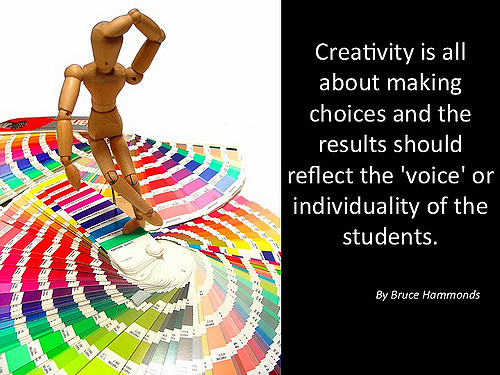 Creativity is all
about making
choices and the
results should
reflect the 'voice' or
individuality of the
students.
By Bruce Hammonds